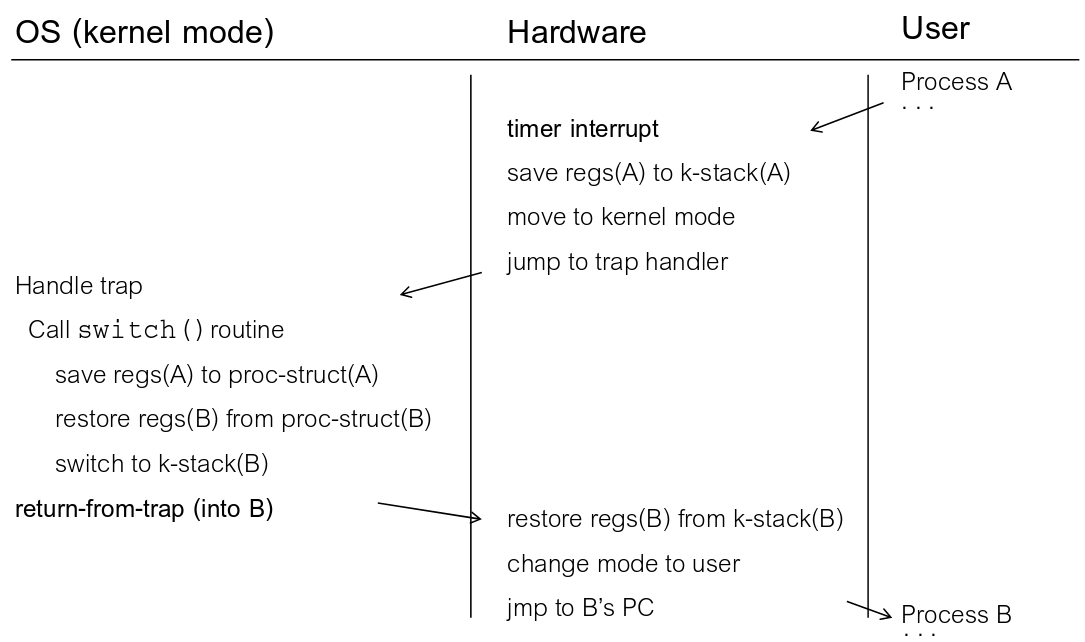 OS (kernel mode) Hardware User
Process A
. . .
timer interrupt
save regs(A) to k-stack(A)
move to kernel mode
jump to trap handler
Handle trap
Call switch() routine
save regs(A) to proc-struct(A)
restore regs(B) from proc-struct(B)
switch to k-stack(B)
return-from-trap (into B)
restore regs(B) from k-stack(B)
change mode to user
jmp to B’s PC
Process B
. . .